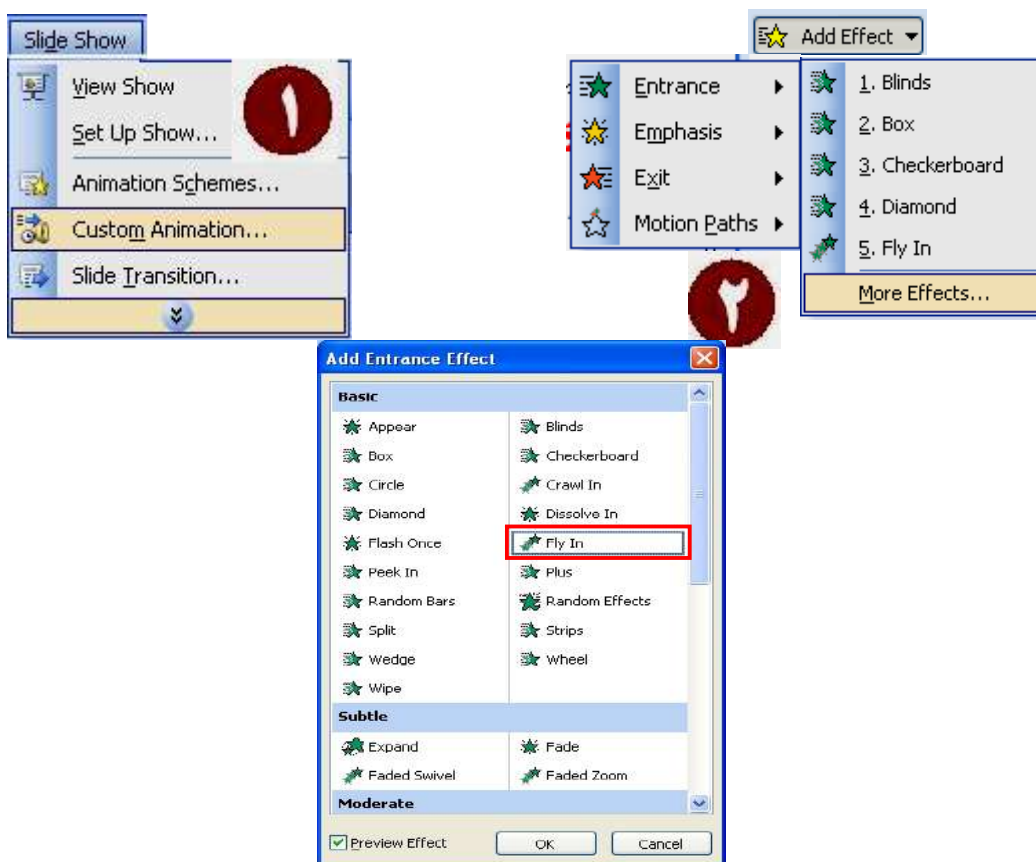 Slide Show
View Show
Set Up Show...
Animation Schemes...
Custom Animation...
Slide Transition...
١
Add Effect
Entrance
Emphasis
Exit
Motion Paths
1. Blinds
2. Box
3. Checkerboard
4. Diamond
5. Fly In
More Effects...
٢
Add Entrance Effect
Basic
Appear Blinds
Box Checkerboard
Circle Crawl In
Diamond Dissolve In
Flash Once Fly In
Peek In Plus
Random Bars Random Effects
Split Strips
Wedge Wheel
Wipe
Subtle
Expand Fade
Faded Swivel Faded Zoom
Moderate
Preview Effect OK Cancel